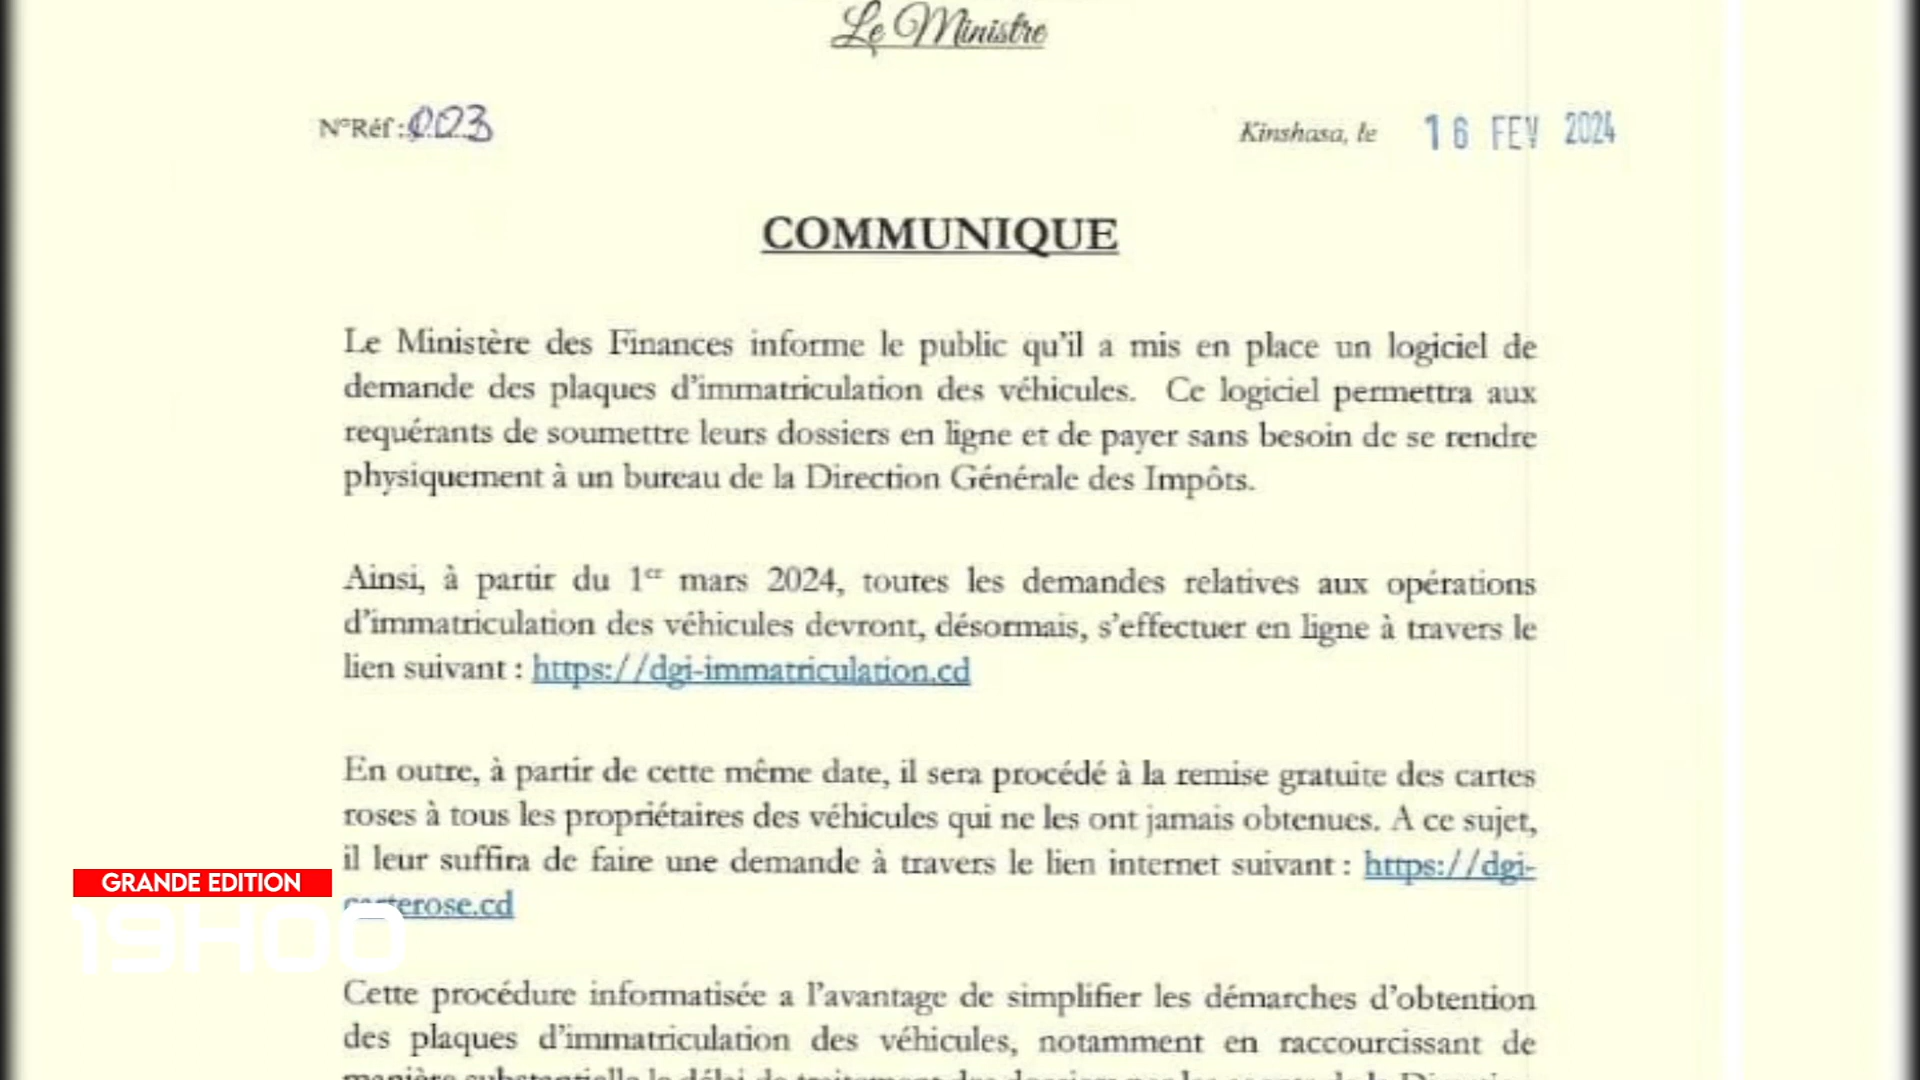 Le Ministre
N°Réf : 003
Kinshasa, le 16 FEV 2024
COMMUNIQUE
Le Ministère des Finances informe le public qu'il a mis en place un logiciel de
demande des plaques d'immatriculation des véhicules. Ce logiciel permettra aux
requérants de soumettre leurs dossiers en ligne et de payer sans besoin de se rendre
physiquement à un bureau de la Direction Générale des Impôts.
Ainsi, à partir du 1er mars 2024, toutes les demandes relatives aux opérations
d'immatriculation des véhicules devront, désormais, s'effectuer en ligne à travers le
lien suivant : https://dgi-immatriculation.cd
En outre, à partir de cette même date, il sera procédé à la remise gratuite des cartes
roses à tous les propriétaires des véhicules qui ne les ont jamais obtenues. A ce sujet,
il leur suffira de faire une demande à travers le lien internet suivant : https://dgi-
carterose.cd
GRANDE EDITION
19H00
Cette procédure informatisée a l'avantage de simplifier les démarches d'obtention
des plaques d'immatriculation des véhicules, notamment en raccourcissant de